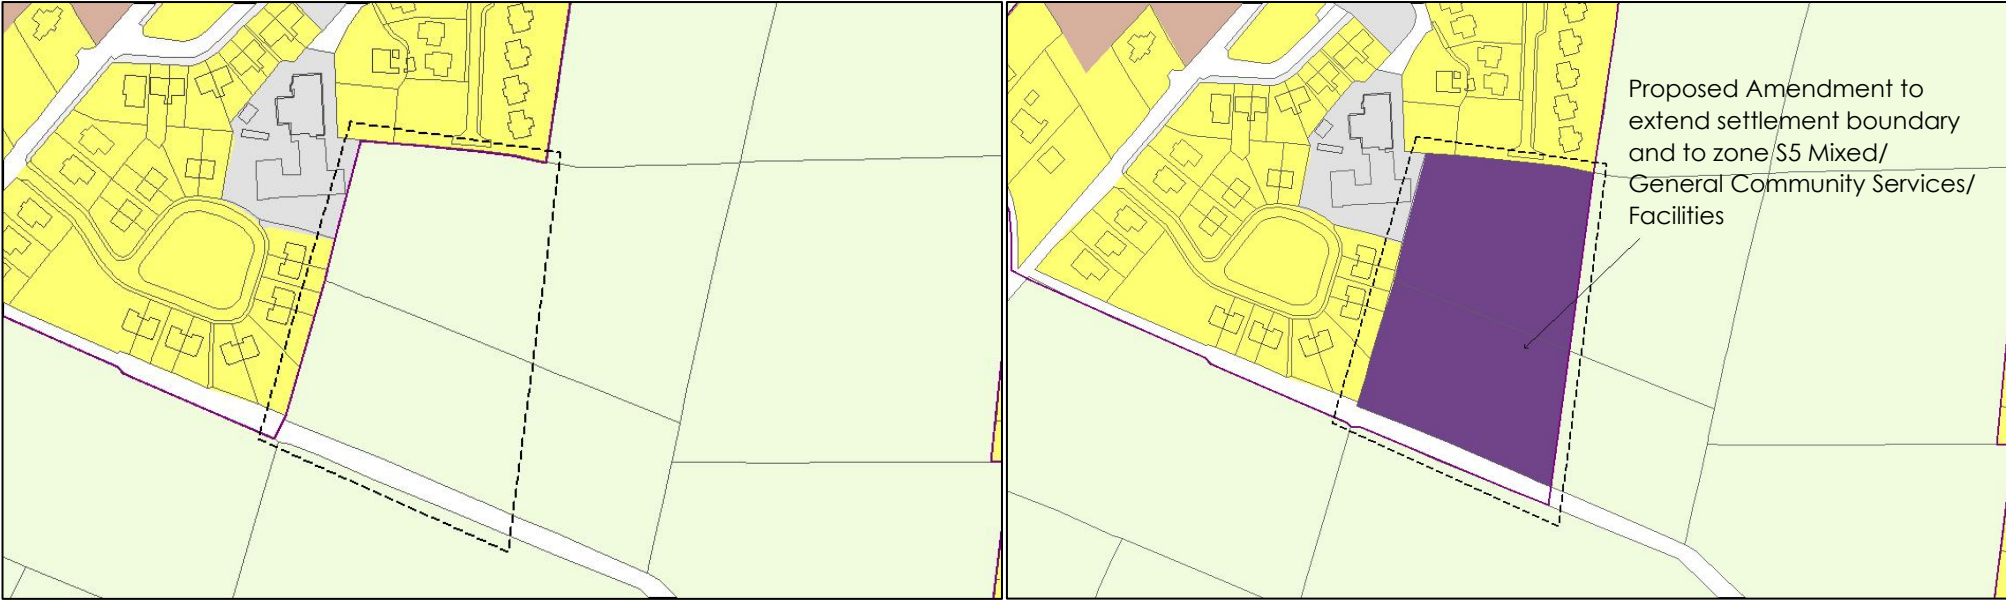 Proposed Amendment to
extend settlement boundary
and to zone S5 Mixed/
General Community Services/
Facilities